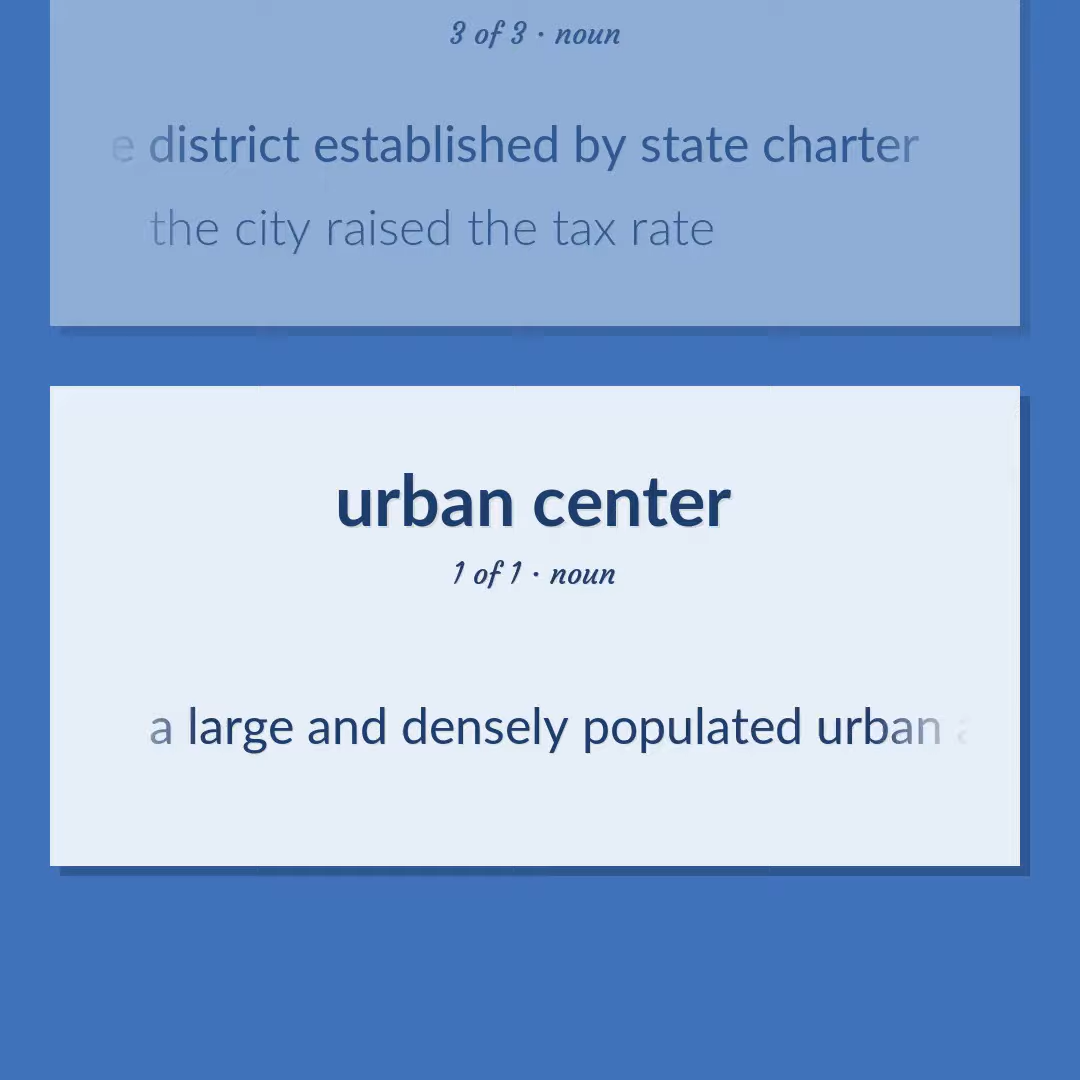 3 of 3 · noun
e district established by state charter
the city raised the tax rate
urban center
1 of 1 · noun
a large and densely populated urban